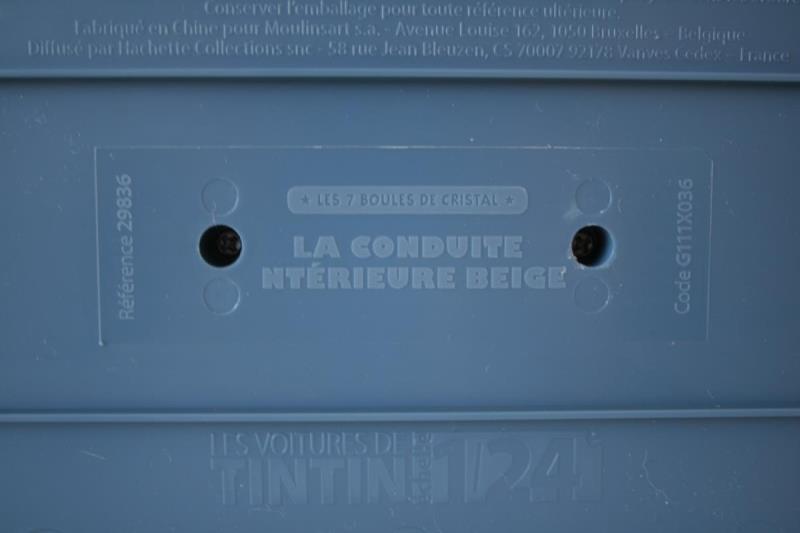 Conserver l'emballage pour toute référence ultérieure.
Fabriqué en Chine pour Moulinsart s.a. - Avenue Louise 162, 1050 Bruxelles - Belgique
Diffusé par Hachette Collections snc - 58 rue Jean Bleuzen, CS 70007 92178 Vanves Cedex - France
Référence 29836
★ LES 7 BOULES DE CRISTAL ★
LA CONDUITE
NTÉRIEURE BEIGE
Code G111X036
LES VOITURES DE
TINTIN
1/24